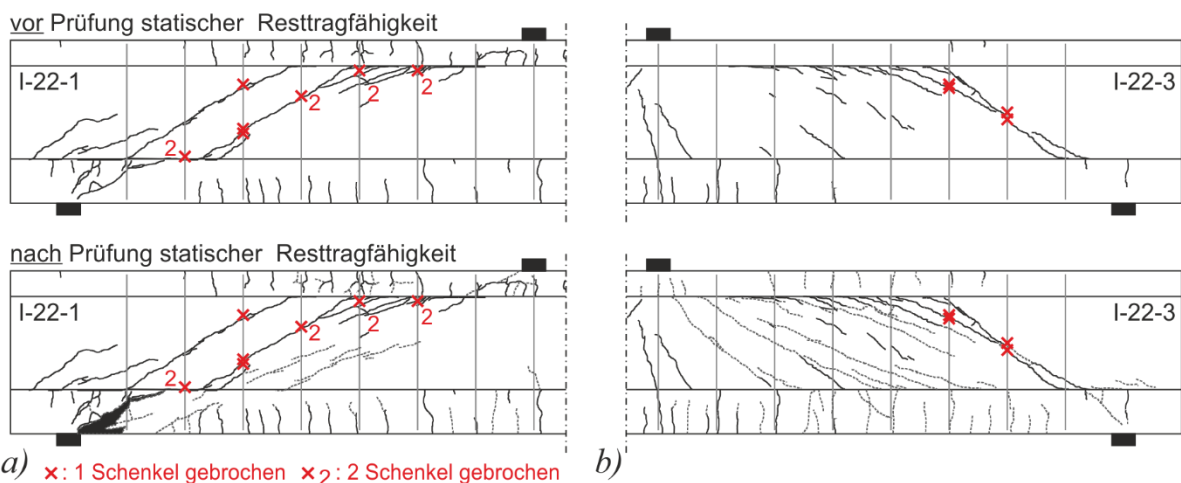 vor Prüfung statischer Resttragfähigkeit
I-22-1
2
2
2
2
I-22-3
nach Prüfung statischer Resttragfähigkeit
I-22-1
2
2
2
2
I-22-3
a)
×: 1 Schenkel gebrochen
×2: 2 Schenkel gebrochen
b)